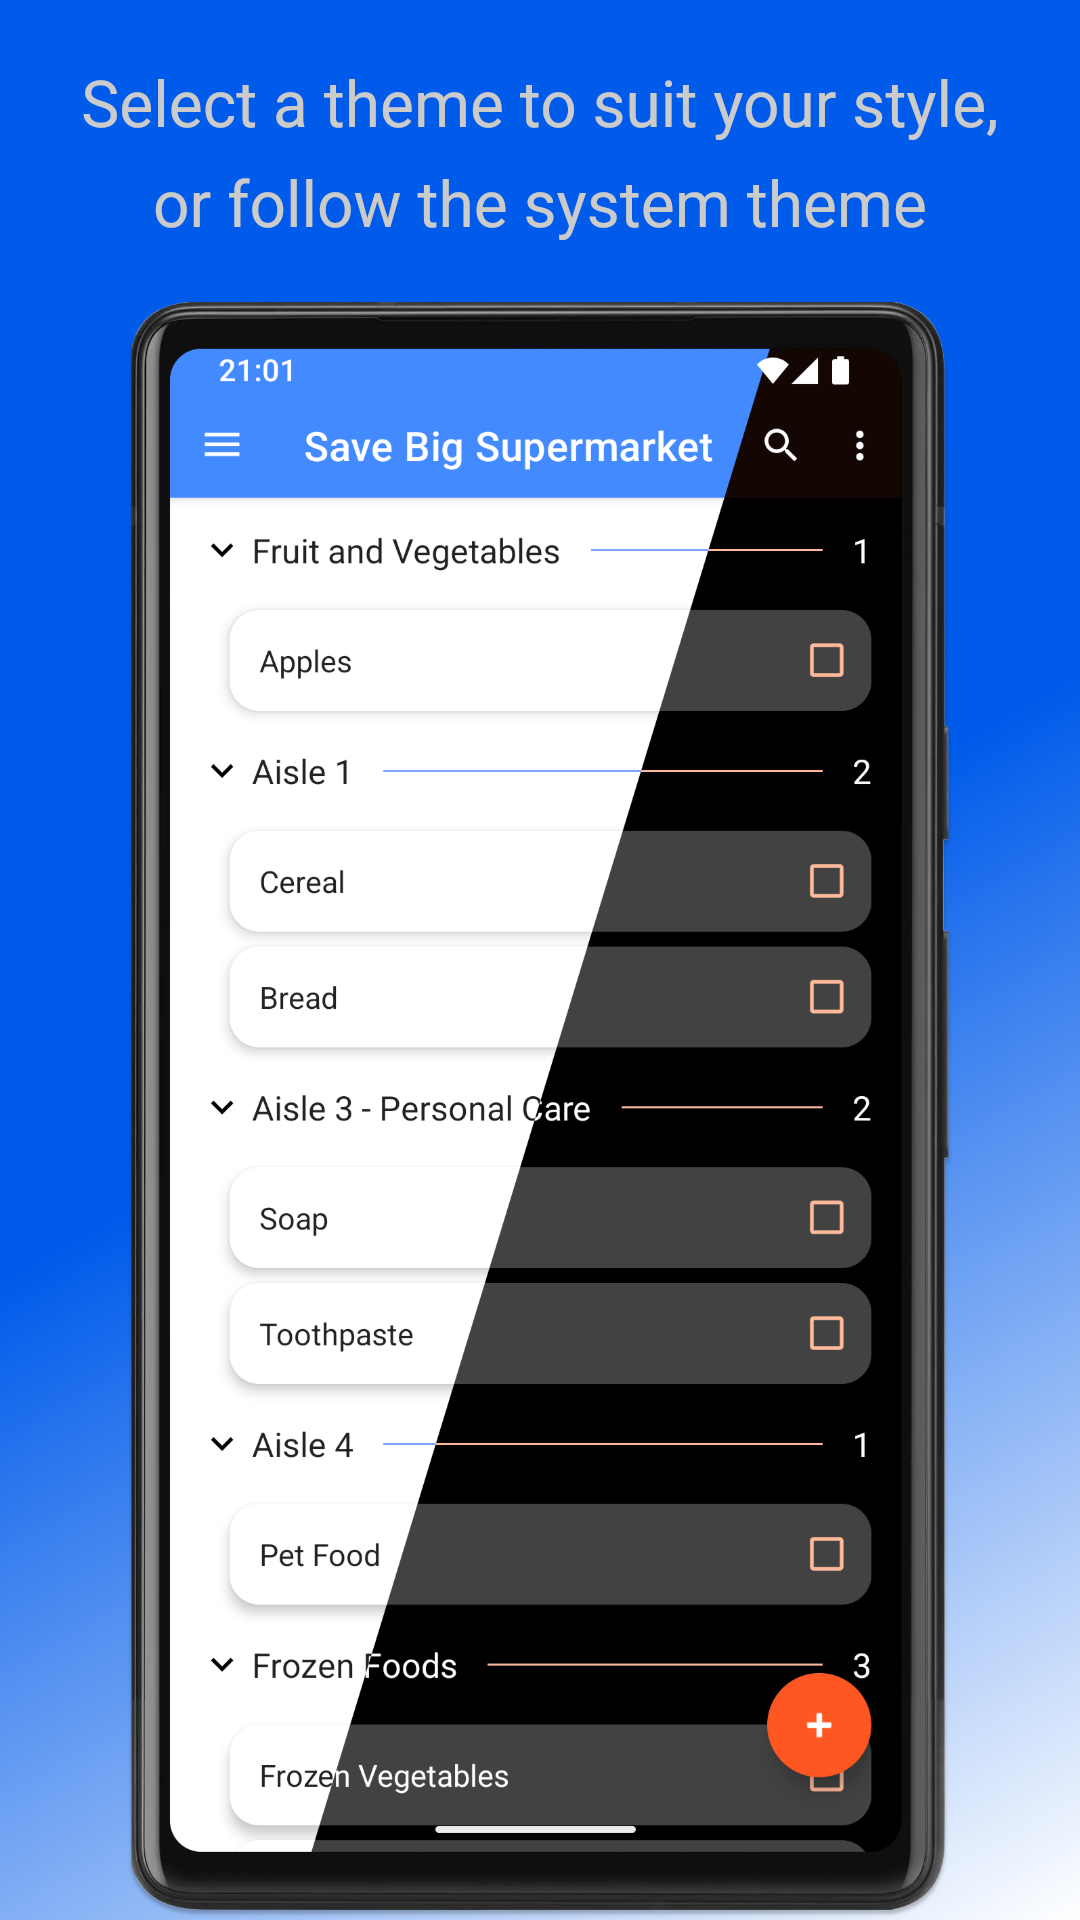 Select a theme to suit your style,
or follow the system theme
21:01
Save Big Supermarket
Fruit and Vegetables 1
Apples
Aisle 1 2
Cereal
Bread
Aisle 3 - Personal Care 2
Soap
Toothpaste
Aisle 4 1
Pet Food
Frozen Foods 3
Frozen Vegetables